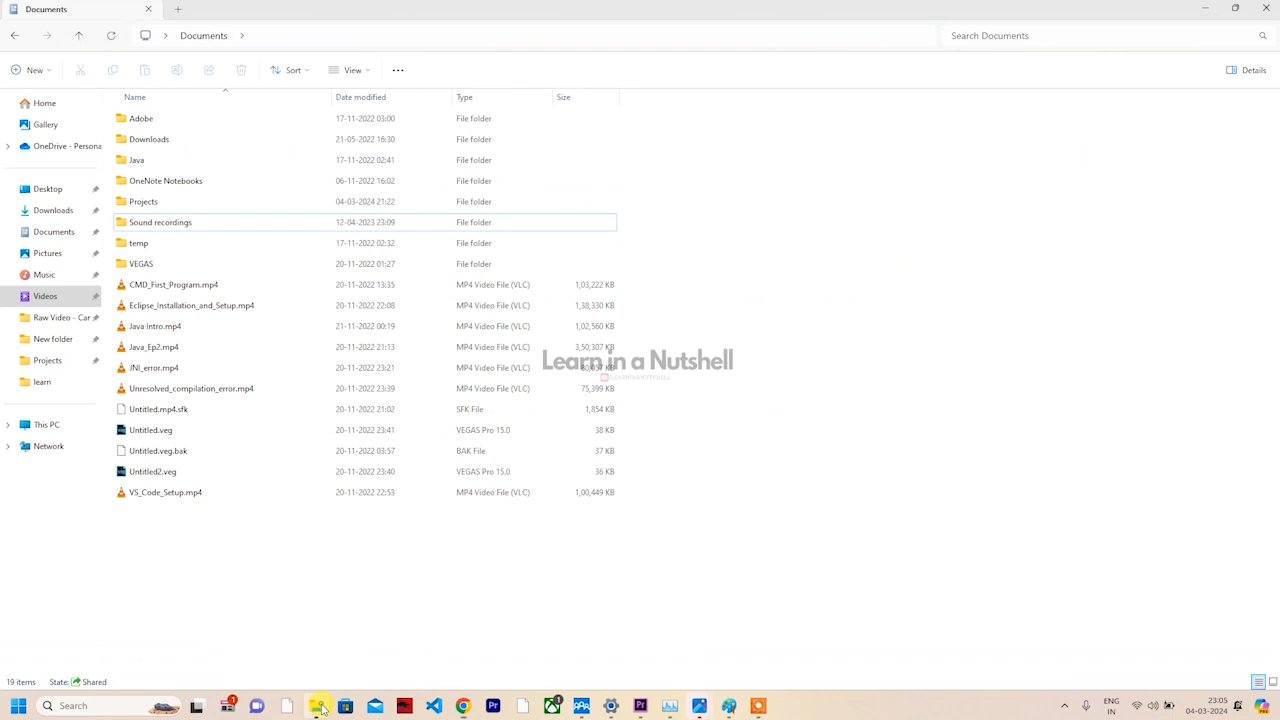 Documents
Documents
Search Documents
New
Sort
View
Details
Name Date modified Type Size
Home
Gallery
OneDrive - Persona
Desktop
Downloads
Documents
Pictures
Music
Videos
Raw Video - Car
New folder
Projects
learn
This PC
Network
Adobe 17-11-2022 03:00 File folder
Downloads 21-05-2022 16:30 File folder
Java 17-11-2022 02:41 File folder
OneNote Notebooks 06-11-2022 16:02 File folder
Projects 04-03-2024 21:22 File folder
Sound recordings 12-04-2023 23:09 File folder
temp 17-11-2022 02:32 File folder
VEGAS 20-11-2022 01:27 File folder
CMD_First_Program.mp4 20-11-2022 13:35 MP4 Video File (VLC) 1,03,222 KB
Eclipse_Installation_and_Setup.mp4 20-11-2022 22:08 MP4 Video File (VLC) 1,38,330 KB
Java Intro.mp4 21-11-2022 00:19 MP4 Video File (VLC) 1,02,560 KB
Java_Ep2.mp4 20-11-2022 21:13 MP4 Video File (VLC) 3,50,307 KB
JNI_error.mp4 20-11-2022 23:21 MP4 Video File (VLC) KB
Unresolved_compilation_error.mp4 20-11-2022 23:39 MP4 Video File (VLC) 75,399 KB
Untitled.mp4.sfk 20-11-2022 21:02 SFK File 1,854 KB
Untitled.veg 20-11-2022 23:41 VEGAS Pro 15.0 38 KB
Untitled.veg.bak 20-11-2022 03:57 BAK File 37 KB
Untitled2.veg 20-11-2022 23:40 VEGAS Pro 15.0 36 KB
VS_Code_Setup.mp4 20-11-2022 22:53 MP4 Video File (VLC) 1,00,449 KB
Learn in a Nutshell
19 items State: Shared
Search
1
Pr
1
Pr
ENG
IN
23:05
04-03-2024